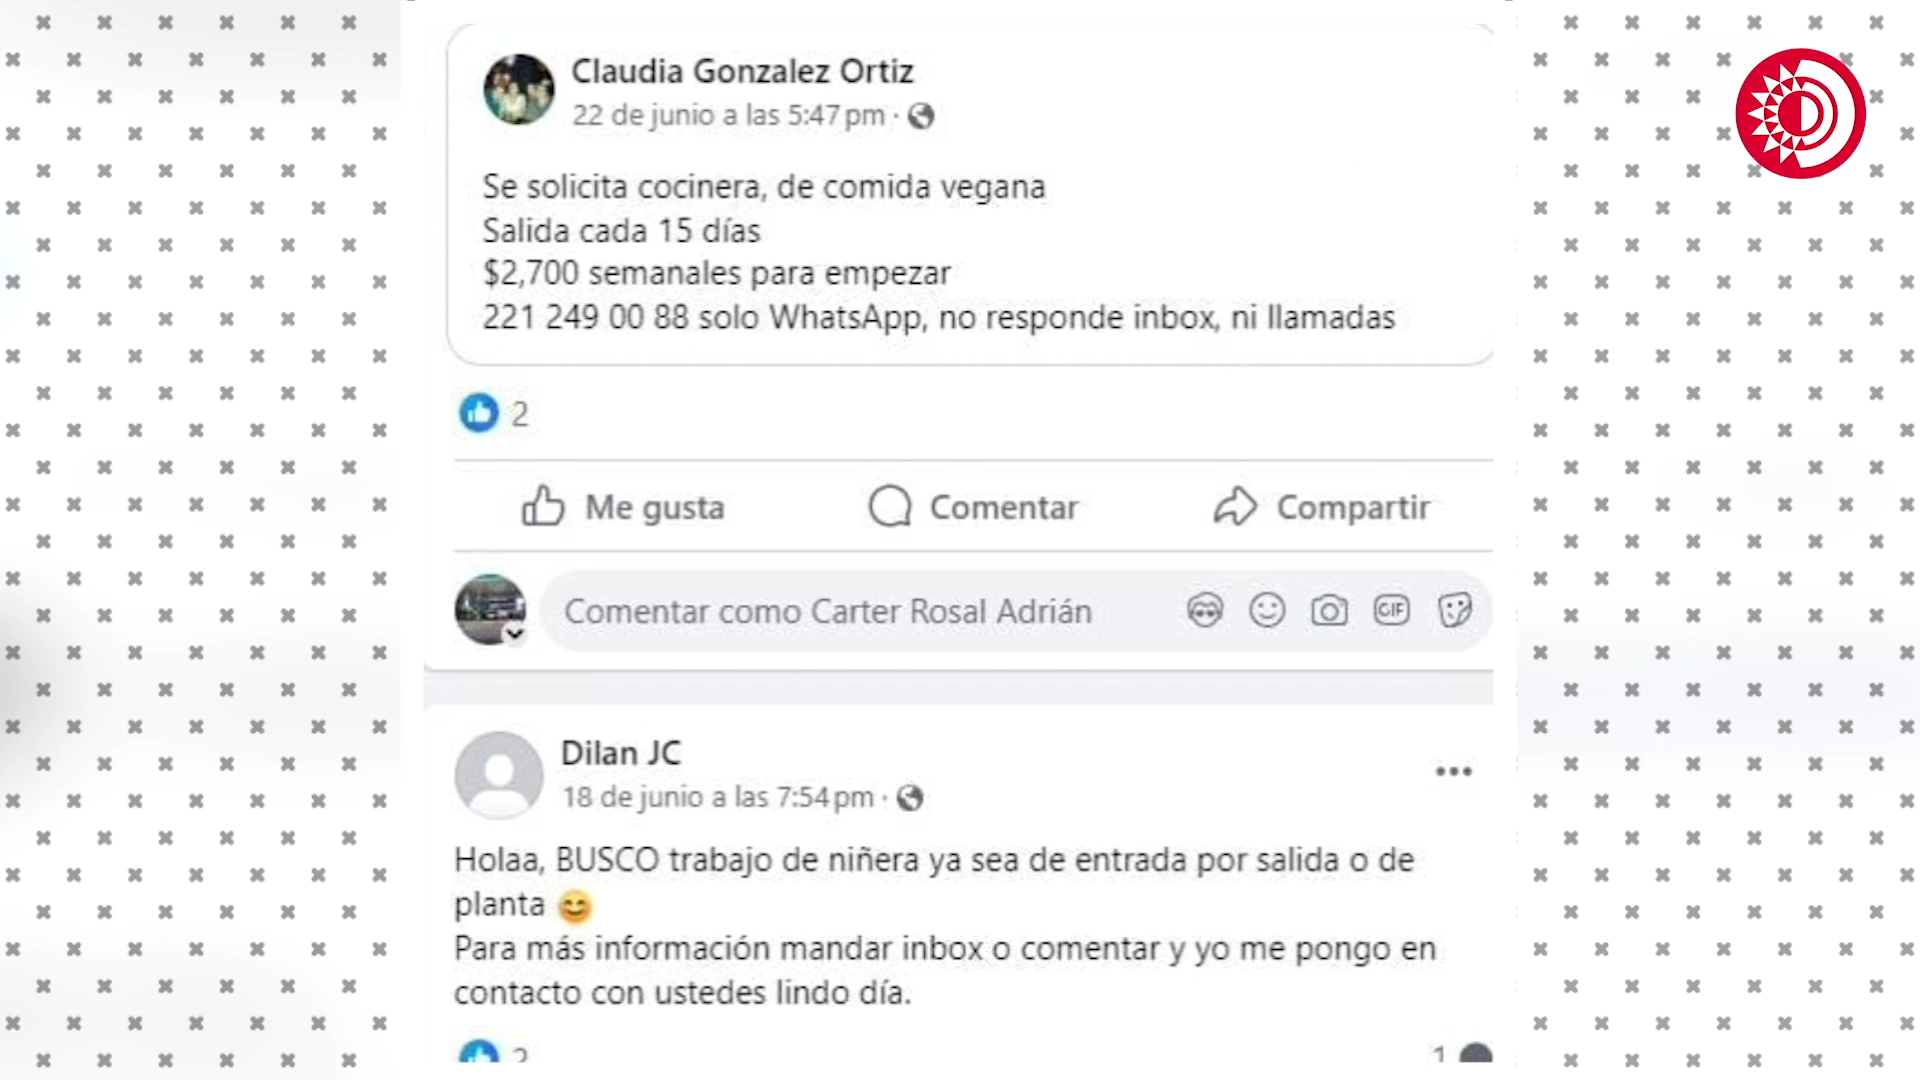 Claudia Gonzalez Ortiz
22 de junio a las 5:47 pm ·
Se solicita cocinera, de comida vegana
Salida cada 15 días
$2,700 semanales para empezar
221 249 00 88 solo WhatsApp, no responde inbox, ni llamadas
2
Me gusta Comentar Compartir
Comentar como Carter Rosal Adrián GIF
Dilan JC
18 de junio a las 7:54 pm ·
Holaa, BUSCO trabajo de niñera ya sea de entrada por salida o de
planta 😊
Para más información mandar inbox o comentar y yo me pongo en
contacto con ustedes lindo día.
2 1